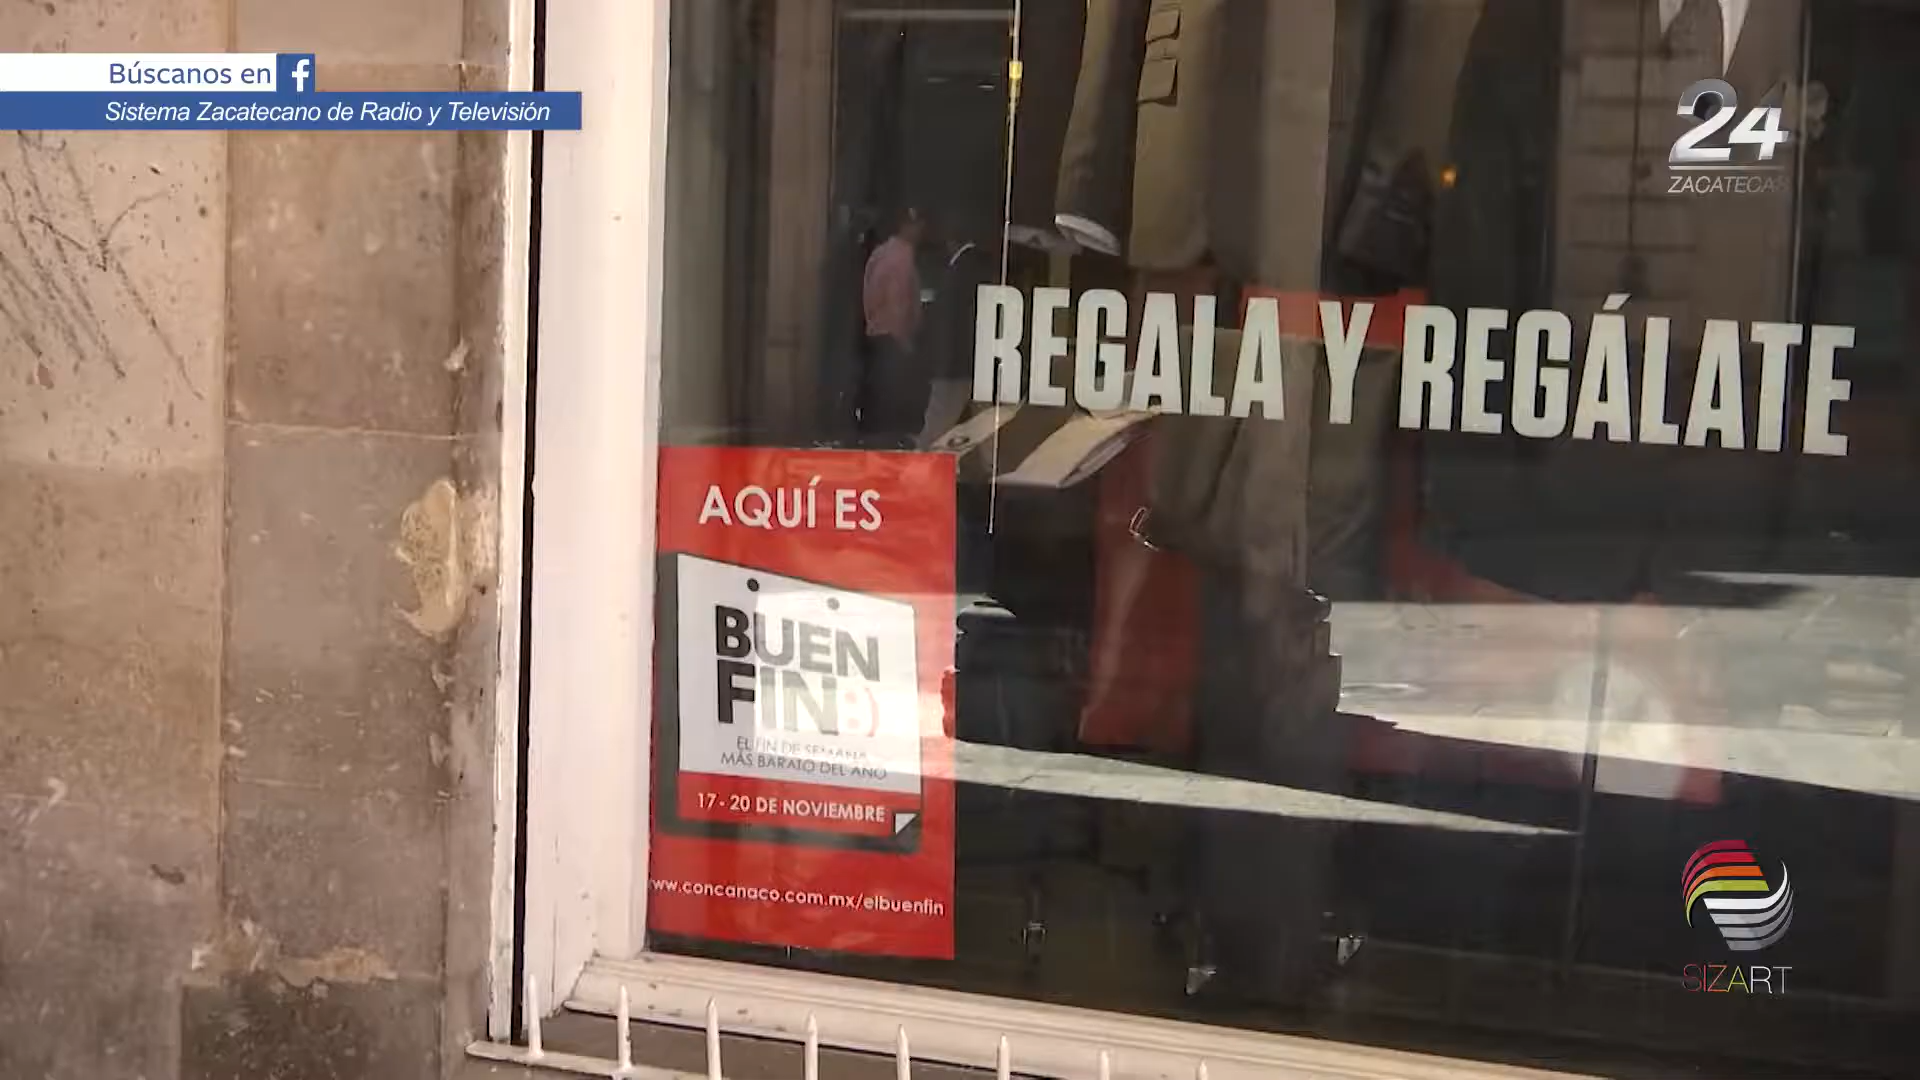 Búscanos en f
Sistema Zacatecano de Radio y Televisión
24
ZACATECAS
REGALA Y REGÁLATE
AQUÍ ES
BUEN
FIN:)
EL FIN DE SEMANA
MÁS BARATO DEL AÑO
17 - 20 DE NOVIEMBRE
www.concanaco.com.mx/elbuenfin
SIZART